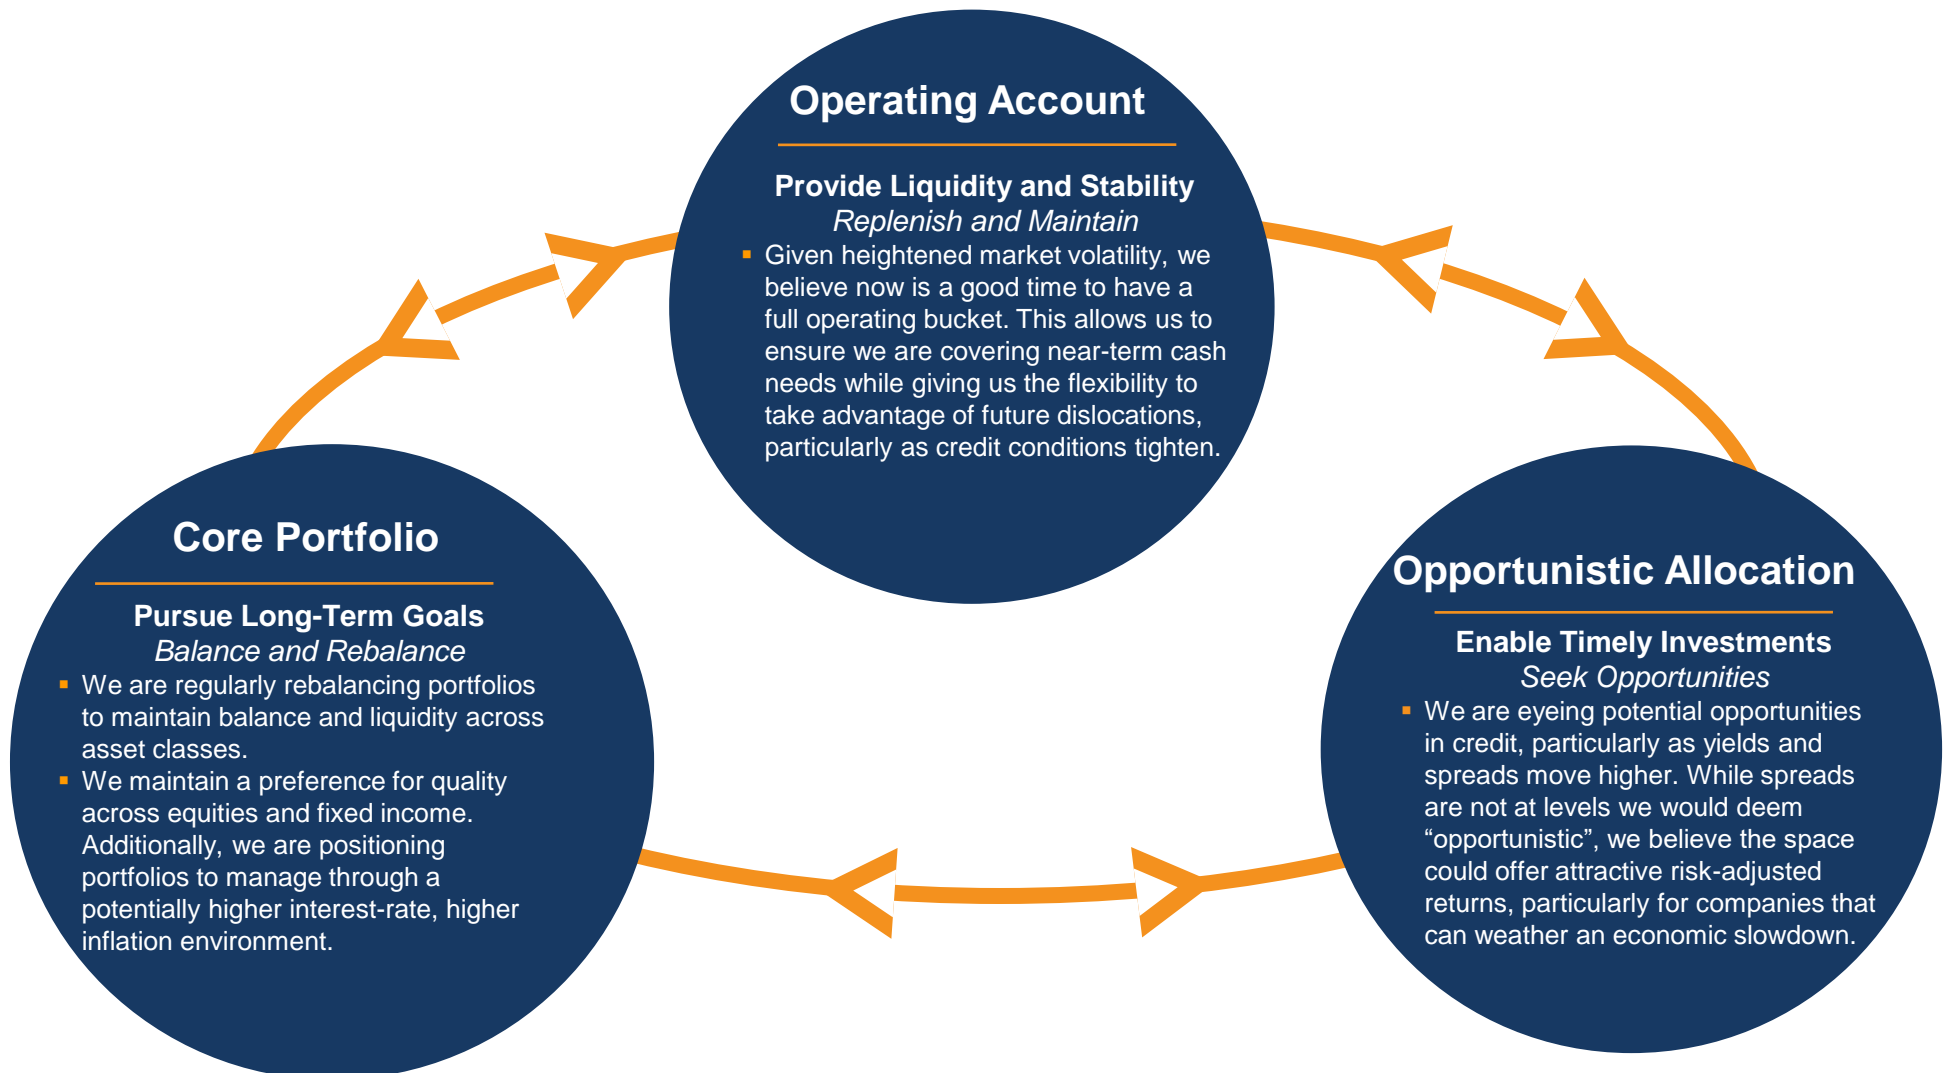 Operating Account
Provide Liquidity and Stability
Replenish and Maintain
▪ Given heightened market volatility, we
believe now is a good time to have a
full operating bucket. This allows us to
ensure we are covering near-term cash
needs while giving us the flexibility to
take advantage of future dislocations,
particularly as credit conditions tighten.
Core Portfolio
Pursue Long-Term Goals
Balance and Rebalance
▪ We are regularly rebalancing portfolios
to maintain balance and liquidity across
asset classes.
▪ We maintain a preference for quality
across equities and fixed income.
Additionally, we are positioning
portfolios to manage through a
potentially higher interest-rate, higher
inflation environment.
Opportunistic Allocation
Enable Timely Investments
Seek Opportunities
▪ We are eyeing potential opportunities
in credit, particularly as yields and
spreads move higher. While spreads
are not at levels we would deem
“opportunistic”, we believe the space
could offer attractive risk-adjusted
returns, particularly for companies that
can weather an economic slowdown.